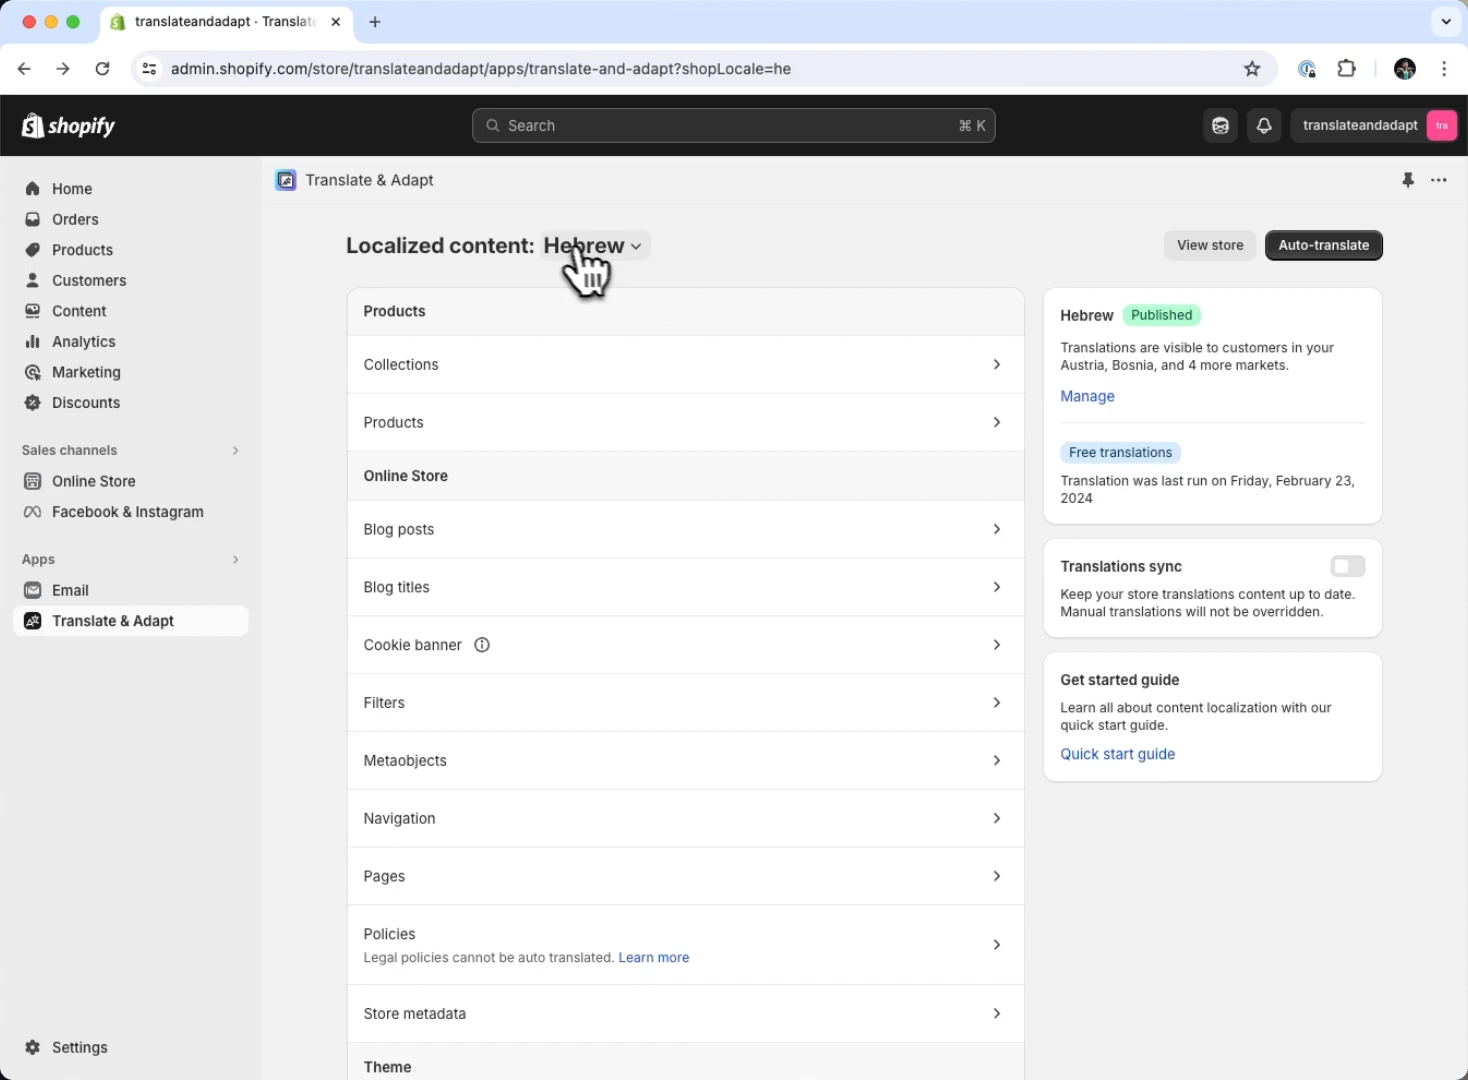 translateandadapt · Translate
admin.shopify.com/store/translateandadapt/apps/translate-and-adapt?shopLocale=he
shopify
Search
⌘ K
translateandadapt
tra
Home
Orders
Products
Customers
Content
Analytics
Marketing
Discounts
Sales channels
Online Store
Facebook & Instagram
Apps
Email
Translate & Adapt
Settings
Translate & Adapt
Localized content: Hebrew
View store
Auto-translate
Products
Collections
Products
Online Store
Blog posts
Blog titles
Cookie banner
Filters
Metaobjects
Navigation
Pages
Policies
Legal policies cannot be auto translated. Learn more
Store metadata
Theme
Hebrew Published
Translations are visible to customers in your
Austria, Bosnia, and 4 more markets.
Manage
Free translations
Translation was last run on Friday, February 23,
2024
Translations sync
Keep your store translations content up to date.
Manual translations will not be overridden.
Get started guide
Learn all about content localization with our
quick start guide.
Quick start guide